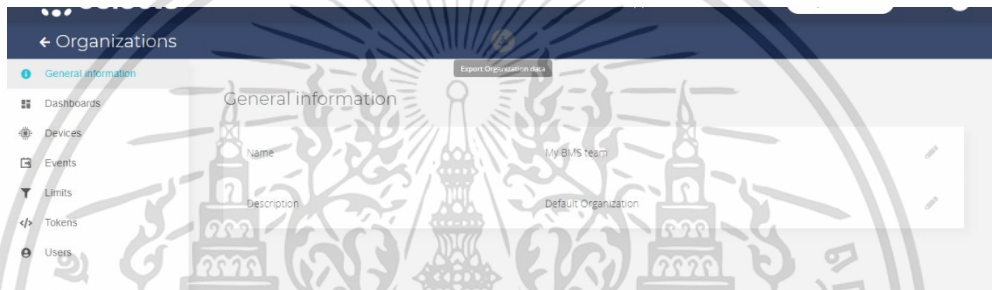 Organizations
General information
Export Organization data
Dashboards
General information
Devices
Name My BMS team
Events
Limits
Description Default Organization
Tokens
Users